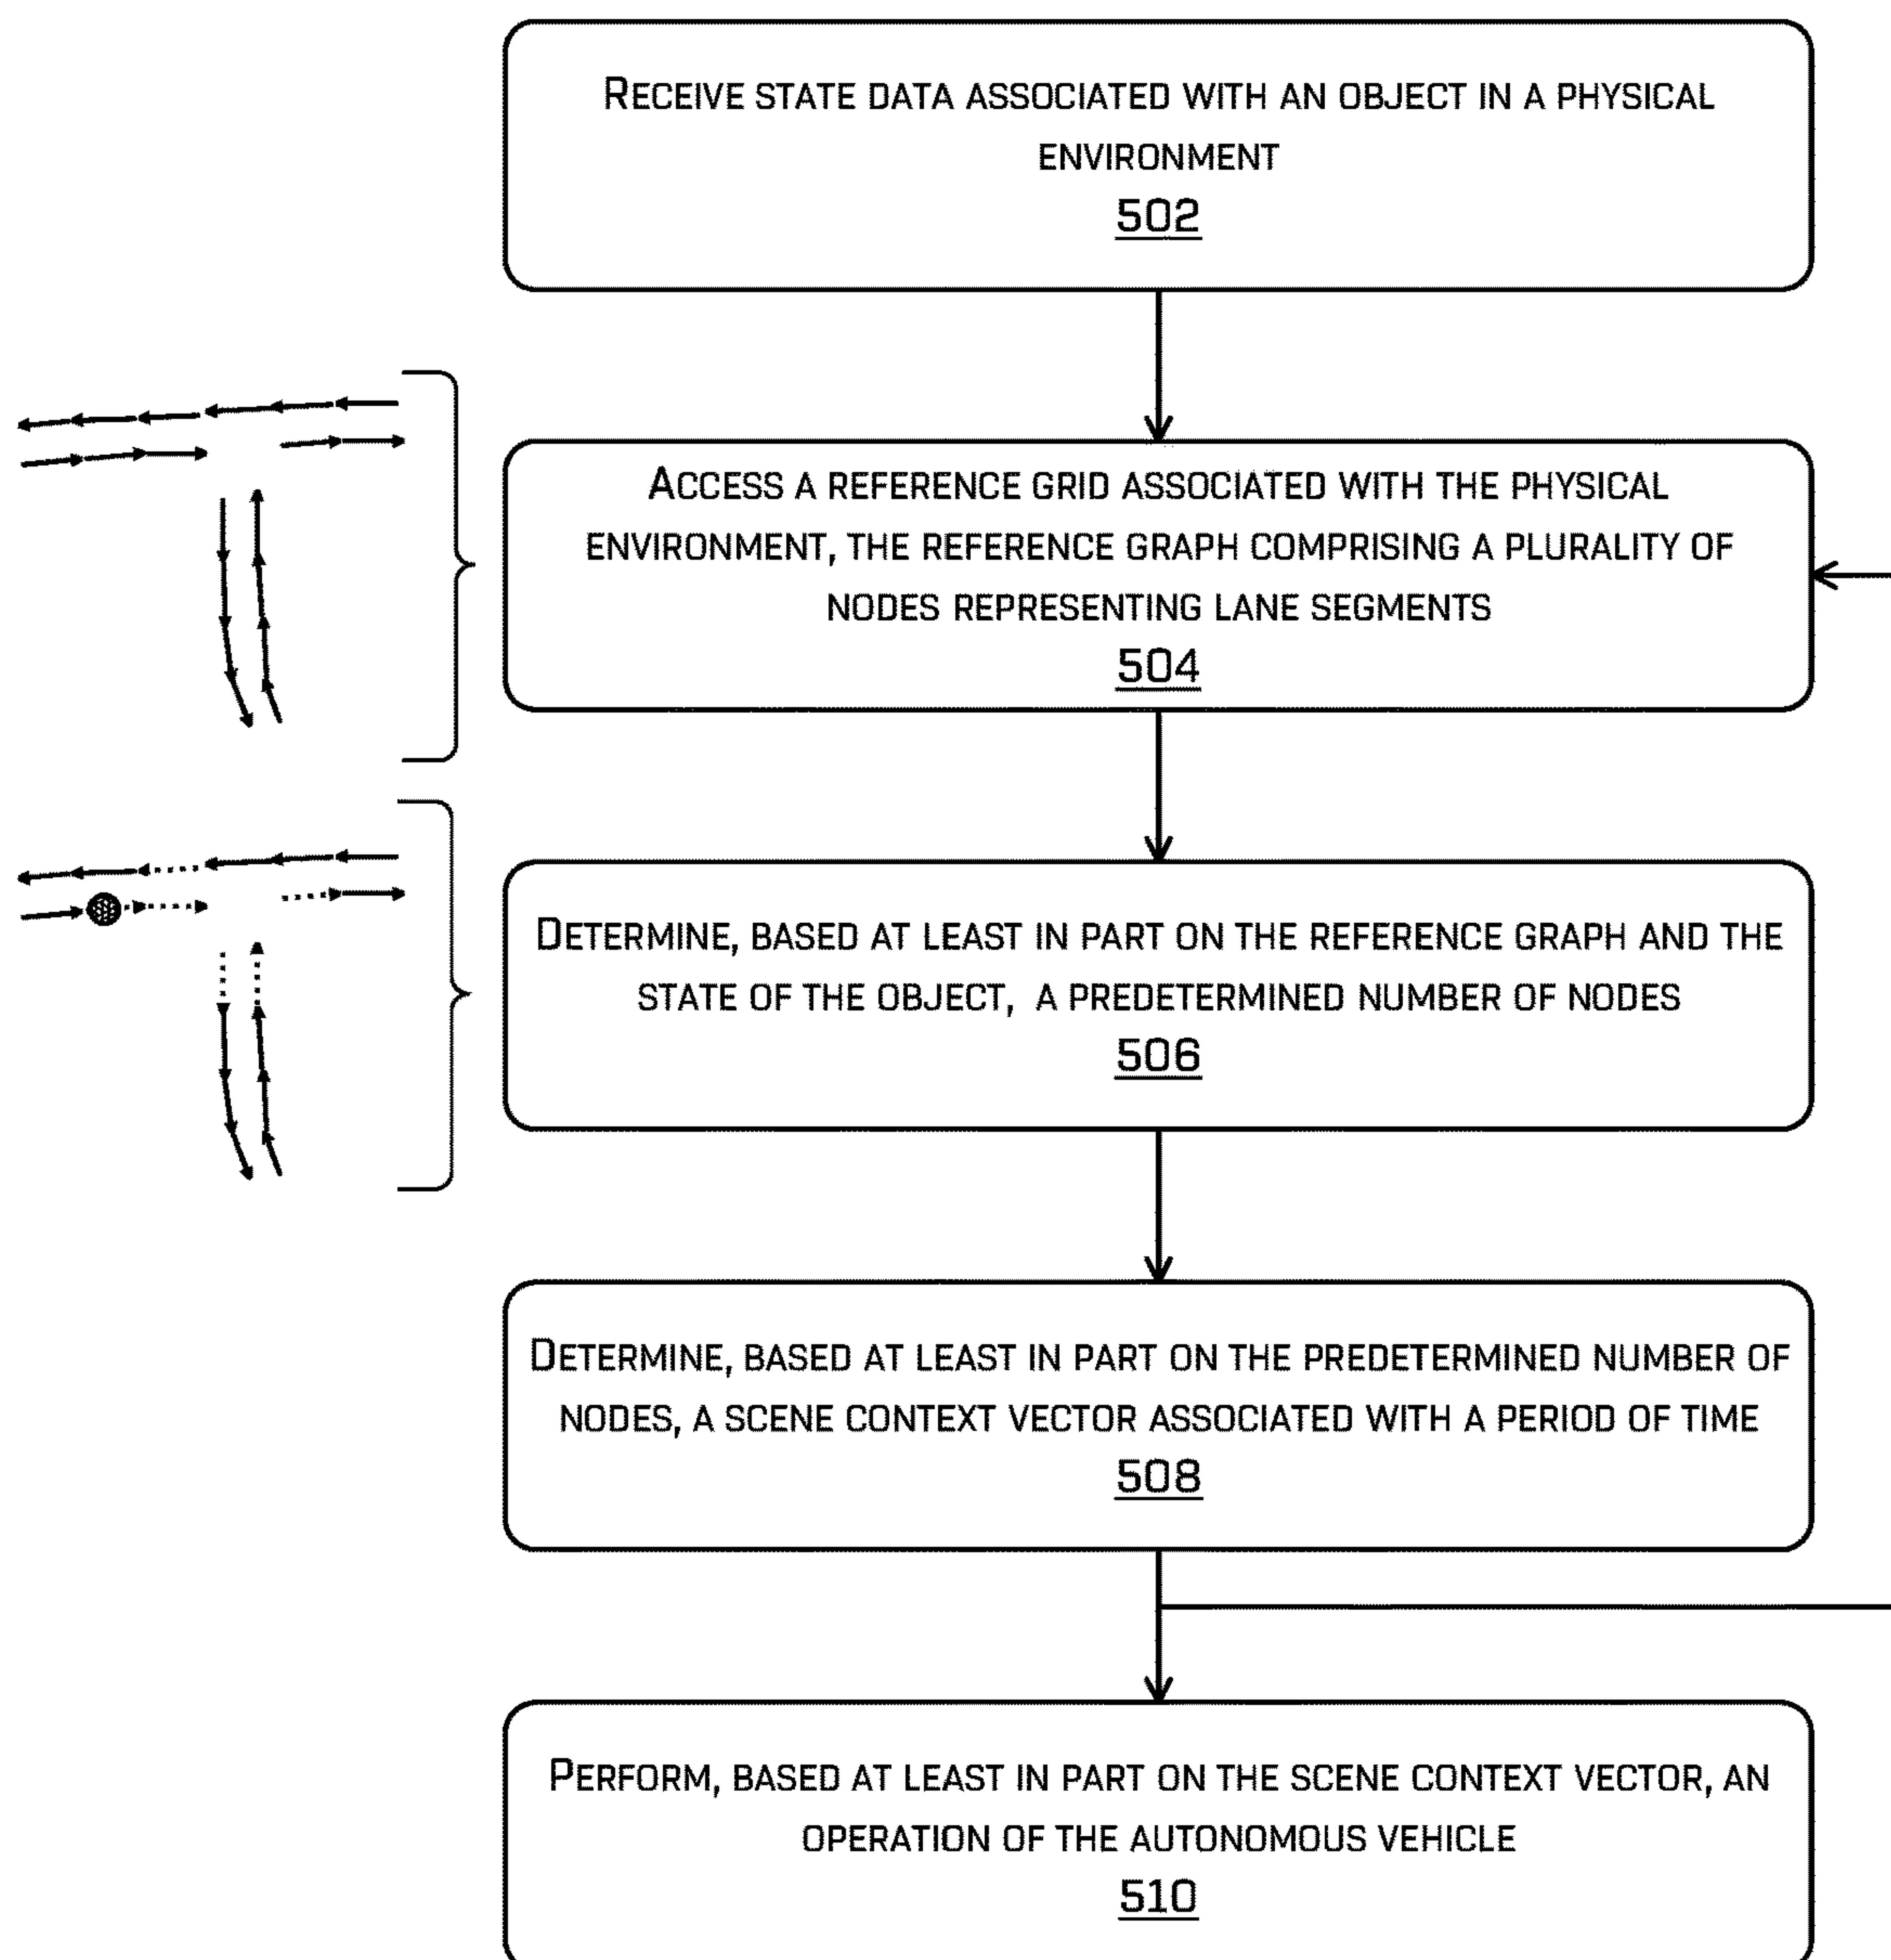 RECEIVE STATE DATA ASSOCIATED WITH AN OBJECT IN A PHYSICAL
ENVIRONMENT
502
ACCESS A REFERENCE GRID ASSOCIATED WITH THE PHYSICAL
ENVIRONMENT, THE REFERENCE GRAPH COMPRISING A PLURALITY OF
NODES REPRESENTING LANE SEGMENTS
504
DETERMINE, BASED AT LEAST IN PART ON THE REFERENCE GRAPH AND THE
STATE OF THE OBJECT, A PREDETERMINED NUMBER OF NODES
506
DETERMINE, BASED AT LEAST IN PART ON THE PREDETERMINED NUMBER OF
NODES, A SCENE CONTEXT VECTOR ASSOCIATED WITH A PERIOD OF TIME
508
PERFORM, BASED AT LEAST IN PART ON THE SCENE CONTEXT VECTOR, AN
OPERATION OF THE AUTONOMOUS VEHICLE
510